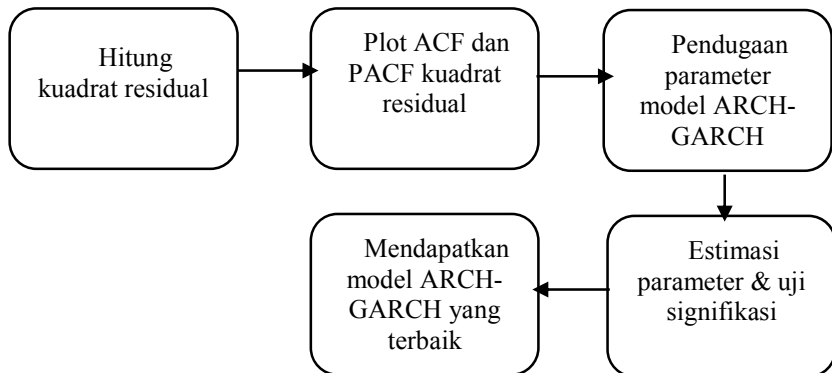 Hitung
kuadrat residual
Plot ACF dan
PACF kuadrat
residual
Pendugaan
parameter
model ARCH-
GARCH
Estimasi
parameter & uji
signifikasi
Mendapatkan
model ARCH-
GARCH yang
terbaik